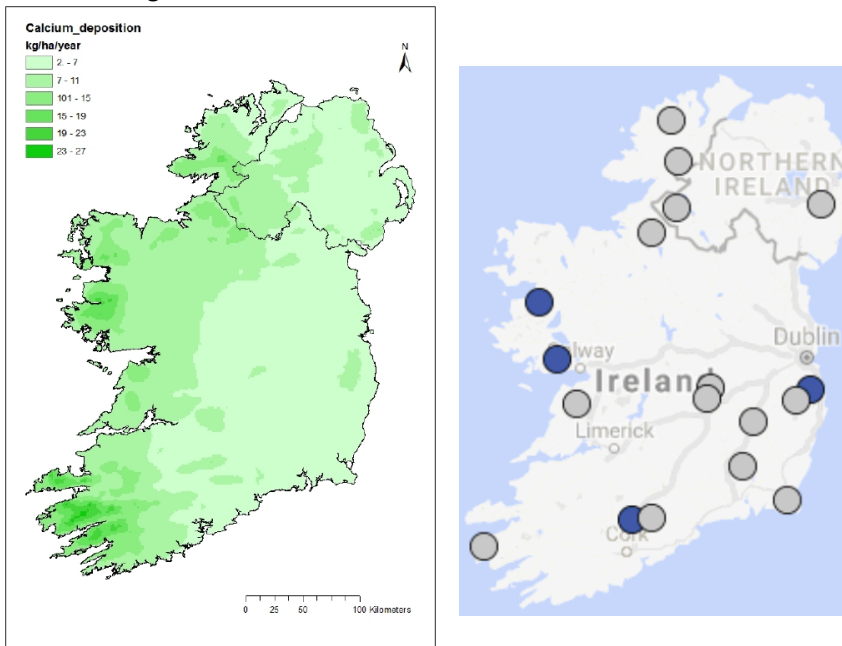 Calcium_deposition
kg/ha/year
2. - 7
7 - 11
101 - 15
15 - 19
19 - 23
23 - 27
N
0 25 50 100 Kilometers
NORTHERN
IRELAND
Dublin
Ireland
Limerick
Cork